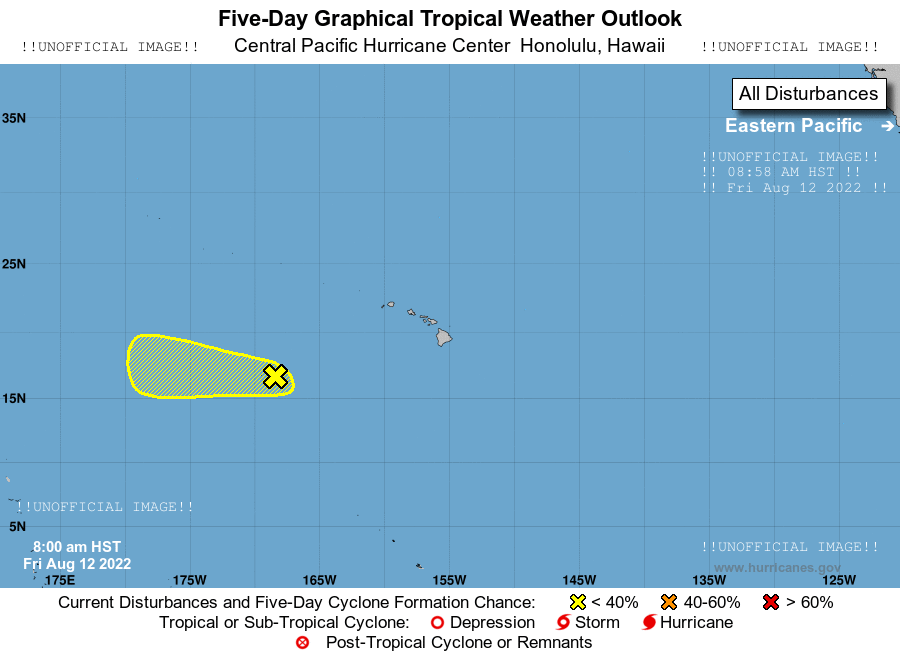 Five-Day Graphical Tropical Weather Outlook
!!UNOFFICIAL IMAGE!! Central Pacific Hurricane Center Honolulu, Hawaii !!UNOFFICIAL IMAGE!!
All Disturbances
35N
Eastern Pacific →
!!UNOFFICIAL IMAGE!!
!! 08:58 AM HST !!
!! Fri Aug 12 2022 !!
25N
15N
!!UNOFFICIAL IMAGE!!
5N
8:00 am HST
Fri Aug 12 2022
!!UNOFFICIAL IMAGE!!
www.hurricanes.gov
175E 175W 165W 155W 145W 135W 125W
Current Disturbances and Five-Day Cyclone Formation Chance: < 40% 40-60% > 60%
Tropical or Sub-Tropical Cyclone: Depression Storm Hurricane
Post-Tropical Cyclone or Remnants